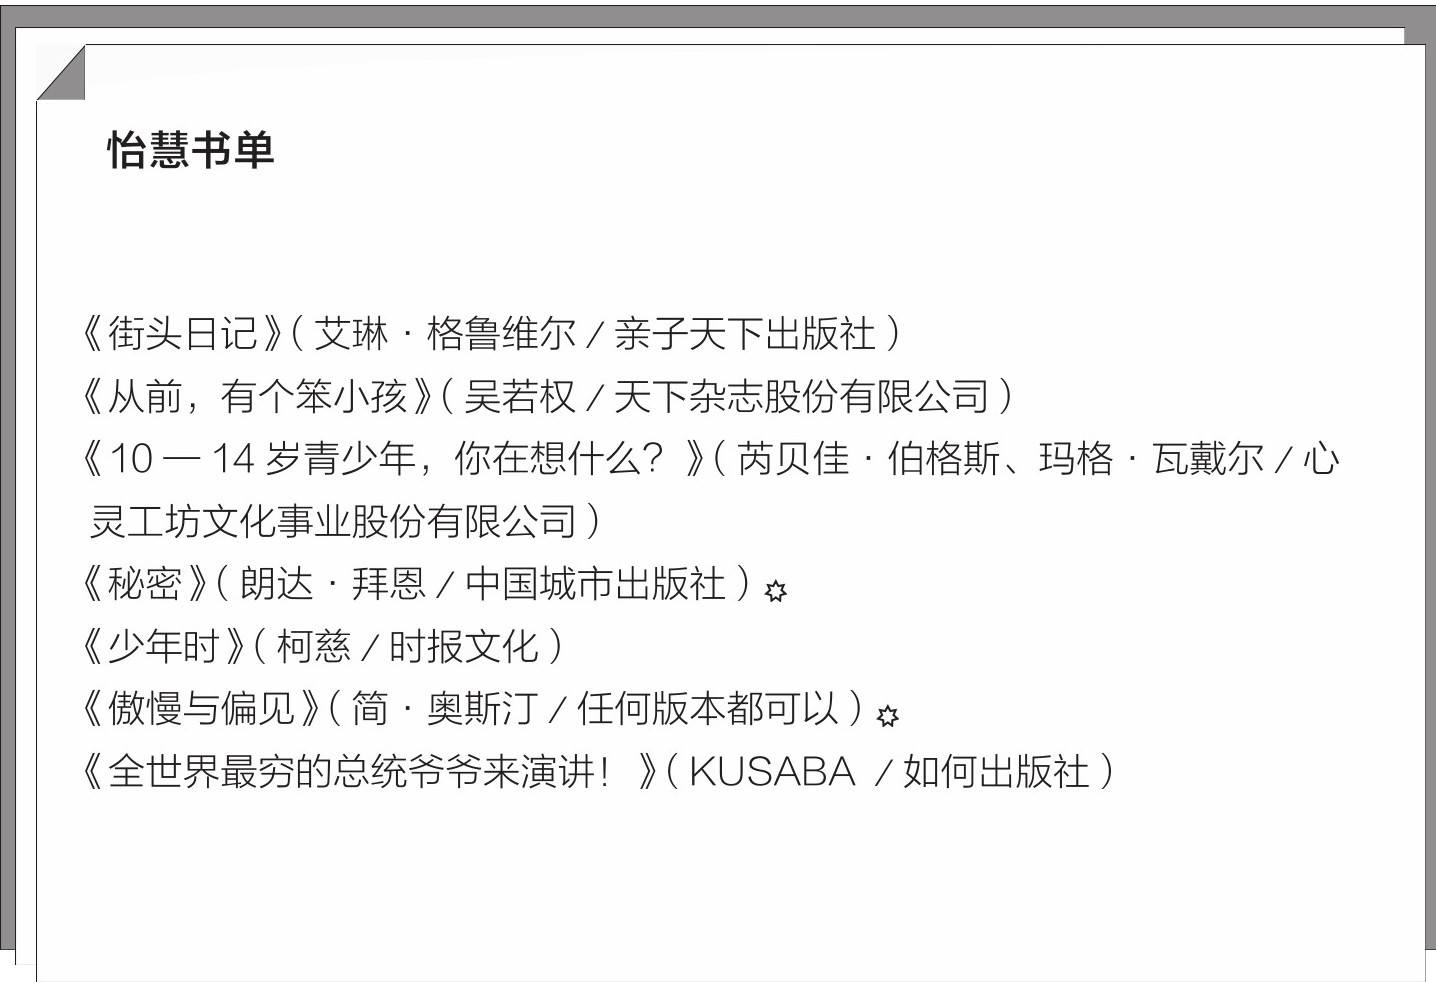 怡慧书单
《街头日记》（艾琳·格鲁维尔／亲子天下出版社）
《从前，有个笨小孩》（吴若权／天下杂志股份有限公司）
《10 — 14 岁青少年，你在想什么？》（芮贝佳·伯格斯、玛格·瓦戴尔／心
灵工坊文化事业股份有限公司）
《秘密》（朗达·拜恩／中国城市出版社）✡
《少年时》（柯慈／时报文化）
《傲慢与偏见》（简·奥斯汀／任何版本都可以）✡
《全世界最穷的总统爷爷来演讲！》（KUSABA ／如何出版社）